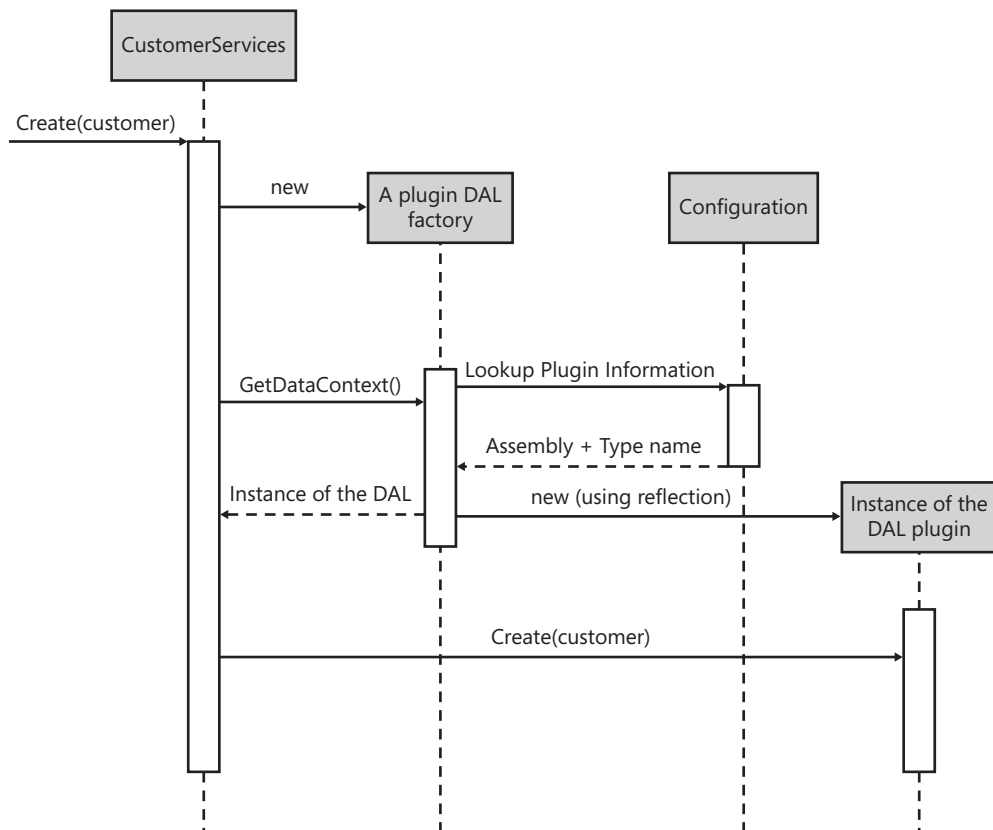 CustomerServices
Create(customer)
new
A plugin DAL
factory
Configuration
Lookup Plugin Information
GetDataContext()
Assembly + Type name
Instance of the DAL
new (using reflection)
Instance of the
DAL plugin
Create(customer)